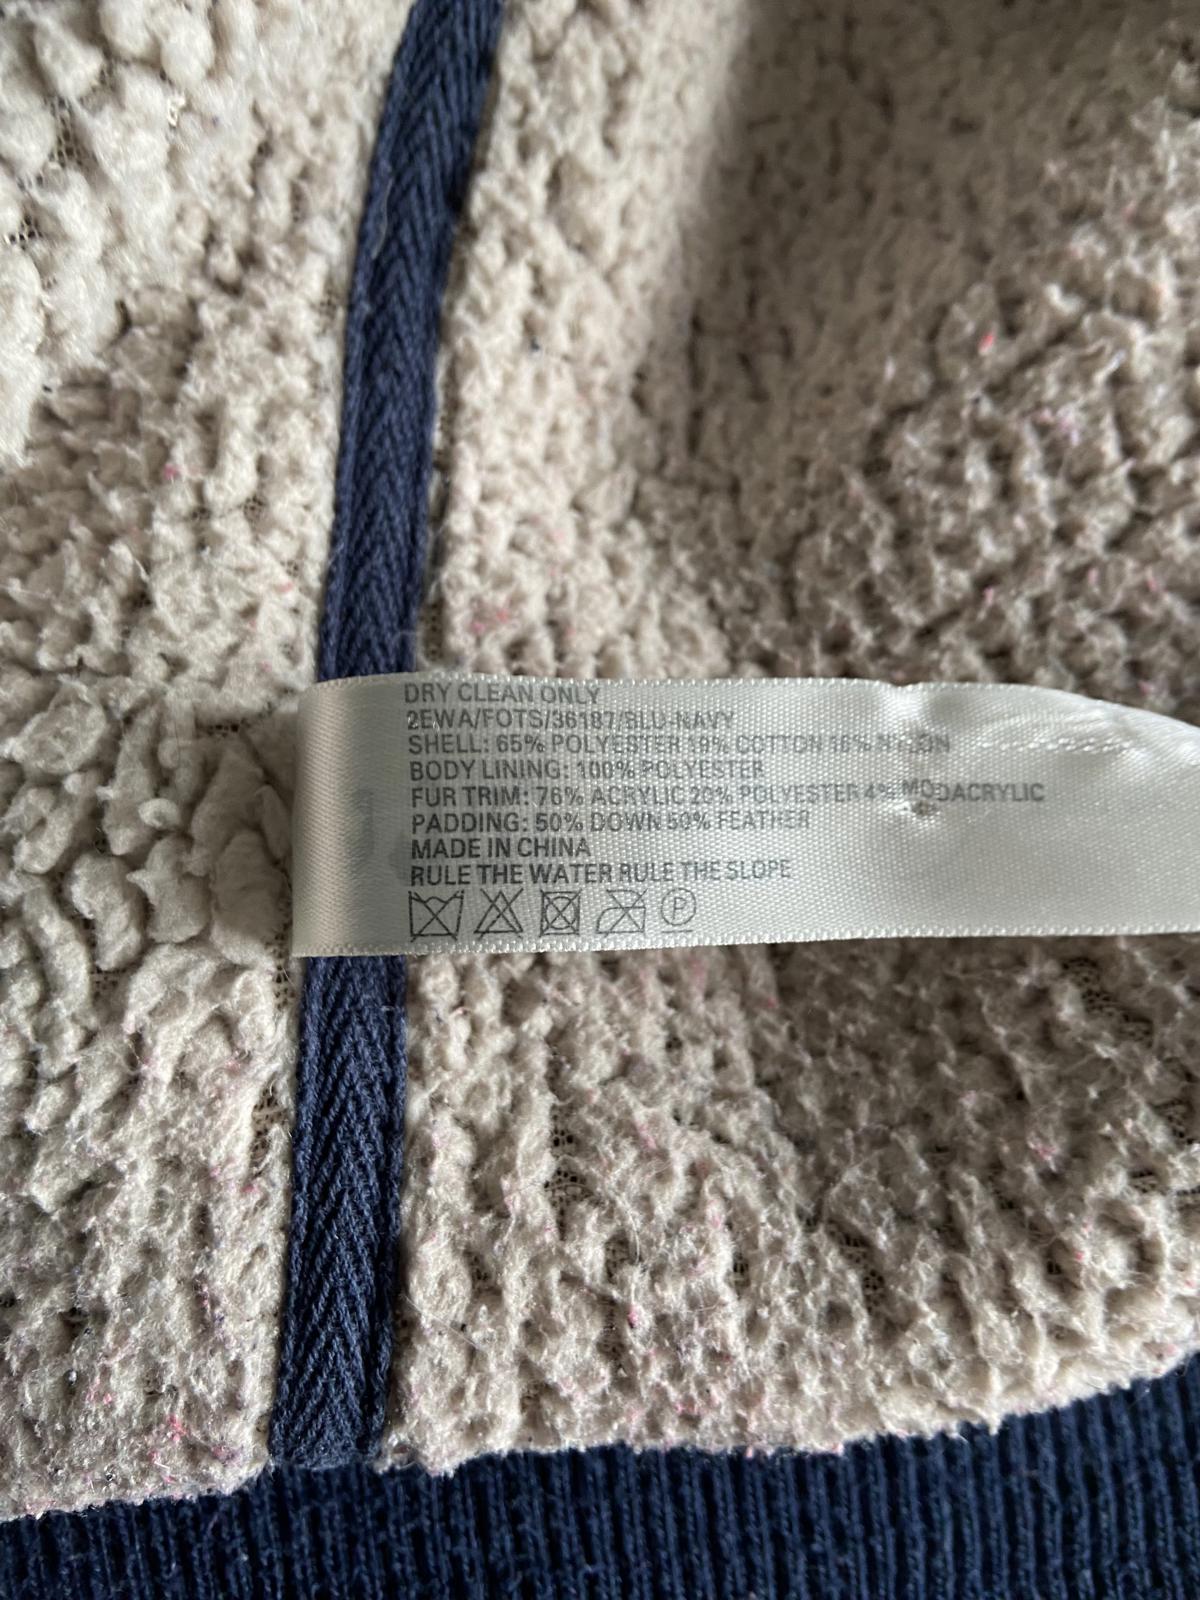 DRY CLEAN ONLY
2EWA/FOTS/36187/BLU-NAVY
SHELL: 65% POLYESTER 19% COTTON 16% NYLON
BODY LINING: 100% POLYESTER
FUR TRIM: 76% ACRYLIC 20% POLYESTER 4% MODACRYLIC
PADDING: 50% DOWN 50% FEATHER
MADE IN CHINA
RULE THE WATER RULE THE SLOPE
P